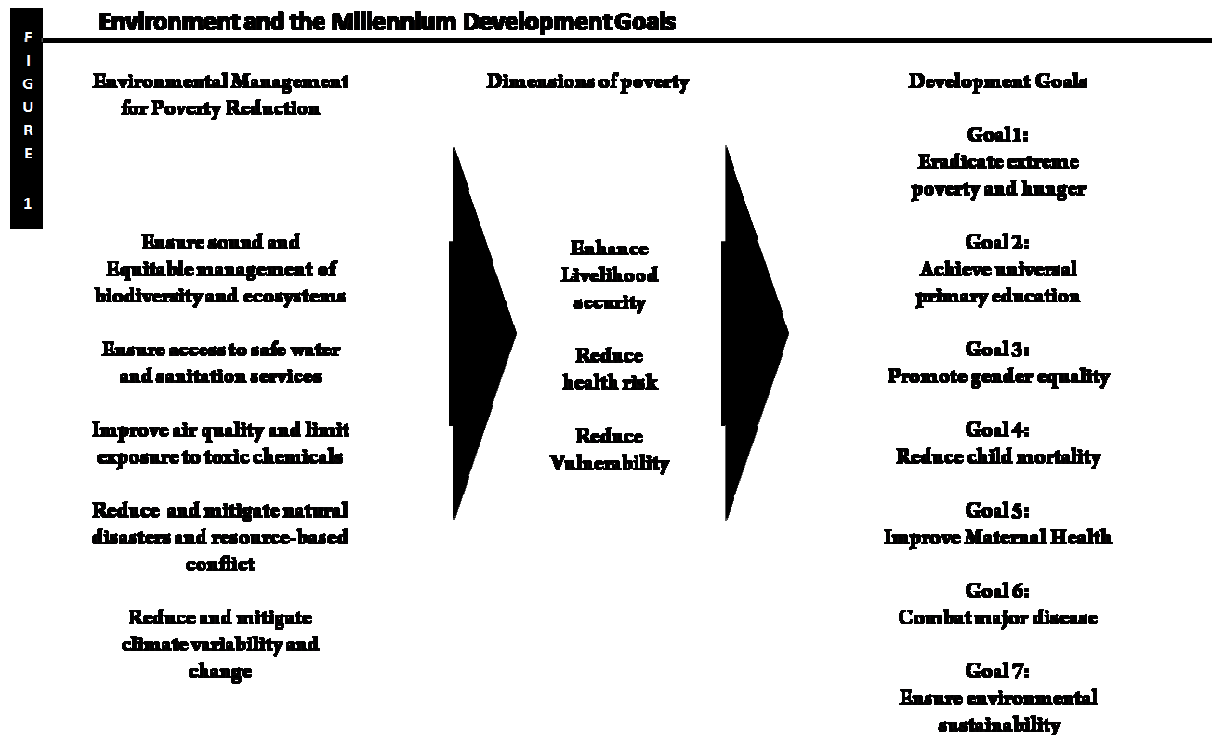 FIGURE 1
Environment and the Millennium Development Goals
Environmental Management
for Poverty Reduction
Ensure sound and
Equitable management of
biodiversity and ecosystems
Ensure access to safe water
and sanitation services
Improve air quality and limit
exposure to toxic chemicals
Reduce and mitigate natural
disasters and resource-based
conflict
Reduce and mitigate
climate variability and
change
Dimensions of poverty
Enhance
Livelihood
security
Reduce
health risk
Reduce
Vulnerability
Development Goals
Goal 1:
Eradicate extreme
poverty and hunger
Goal 2:
Achieve universal
primary education
Goal 3:
Promote gender equality
Goal 4:
Reduce child mortality
Goal 5:
Improve Maternal Health
Goal 6:
Combat major disease
Goal 7:
Ensure environmental
sustainability